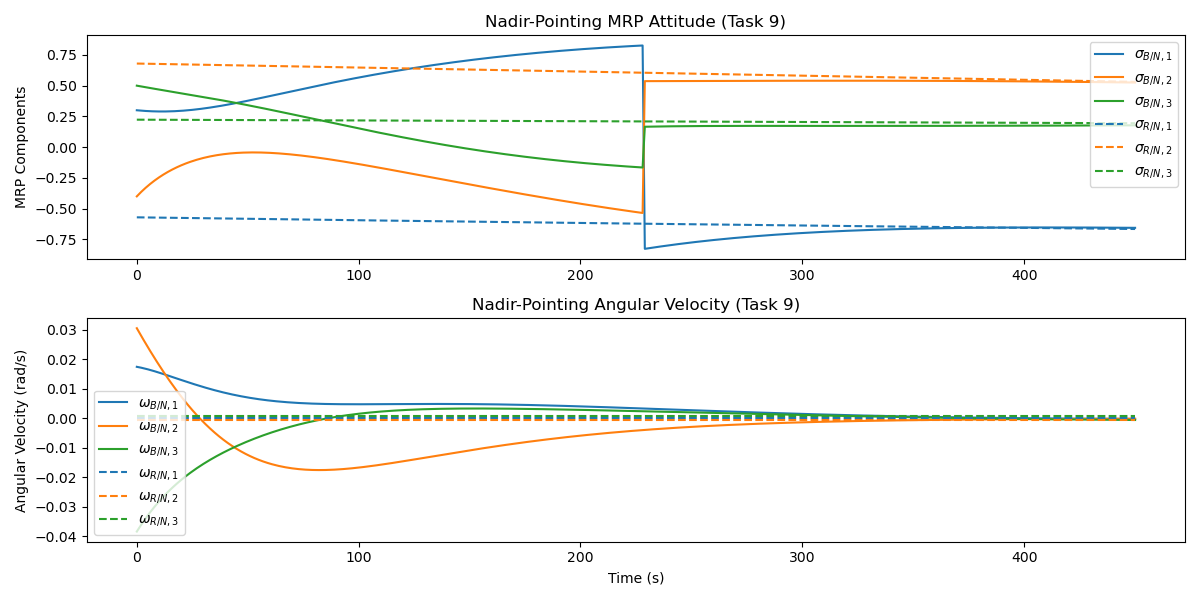 Nadir-Pointing MRP Attitude (Task 9)
MRP Components
0.75
0.50
0.25
0.00
−0.25
−0.50
−0.75
σB/N, 1
σB/N, 2
σB/N, 3
σR/N, 1
σR/N, 2
σR/N, 3
0 100 200 300 400
Nadir-Pointing Angular Velocity (Task 9)
Angular Velocity (rad/s)
0.03
0.02
0.01
0.00
−0.01
−0.02
−0.03
−0.04
ωB/N, 1
ωB/N, 2
ωB/N, 3
ωR/N, 1
ωR/N, 2
ωR/N, 3
0 100 200 300 400
Time (s)